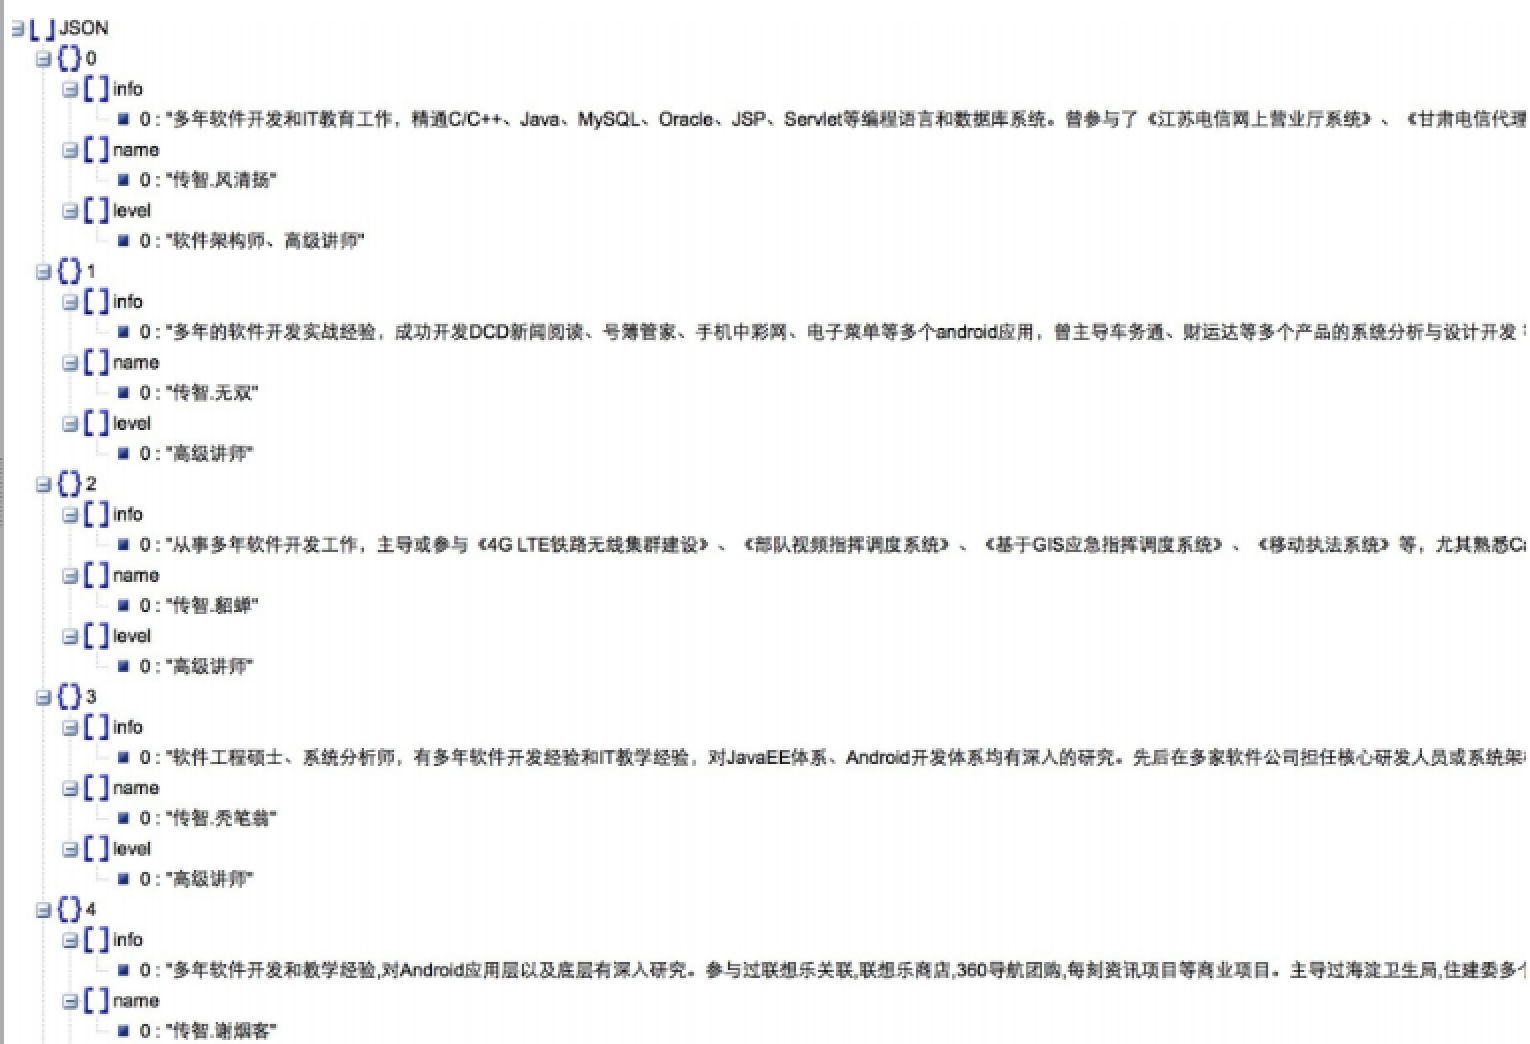 JSON
0
info
0 : "多年软件开发和IT教育工作，精通C/C++、Java、MySQL、Oracle、JSP、Servlet等编程语言和数据库系统。曾参与了《江苏电信网上营业厅系统》、《甘肃电信代理
name
0 : "传智.风清扬"
level
0 : "软件架构师、高级讲师"
1
info
0 : "多年的软件开发实战经验，成功开发DCD新闻阅读、号簿管家、手机中彩网、电子菜单等多个android应用，曾主导车务通、财运达等多个产品的系统分析与设计开发
name
0 : "传智.无双"
level
0 : "高级讲师"
2
info
0 : "从事多年软件开发工作，主导或参与《4G LTE铁路无线集群建设》、《部队视频指挥调度系统》、《基于GIS应急指挥调度系统》、《移动执法系统》等，尤其熟悉
name
0 : "传智.貂蝉"
level
0 : "高级讲师"
3
info
0 : "软件工程硕士、系统分析师，有多年软件开发经验和IT教学经验，对JavaEE体系、Android开发体系均有深入的研究。先后在多家软件公司担任核心研发人员或系统架
name
0 : "传智.秃笔翁"
level
0 : "高级讲师"
4
info
0 : "多年软件开发和教学经验,对Android应用层以及底层有深入研究。参与过联想乐关联,联想乐商店,360导航团购,每刻资讯项目等商业项目。主导过海淀卫生局,住建委多
name
0 : "传智.谢烟客"